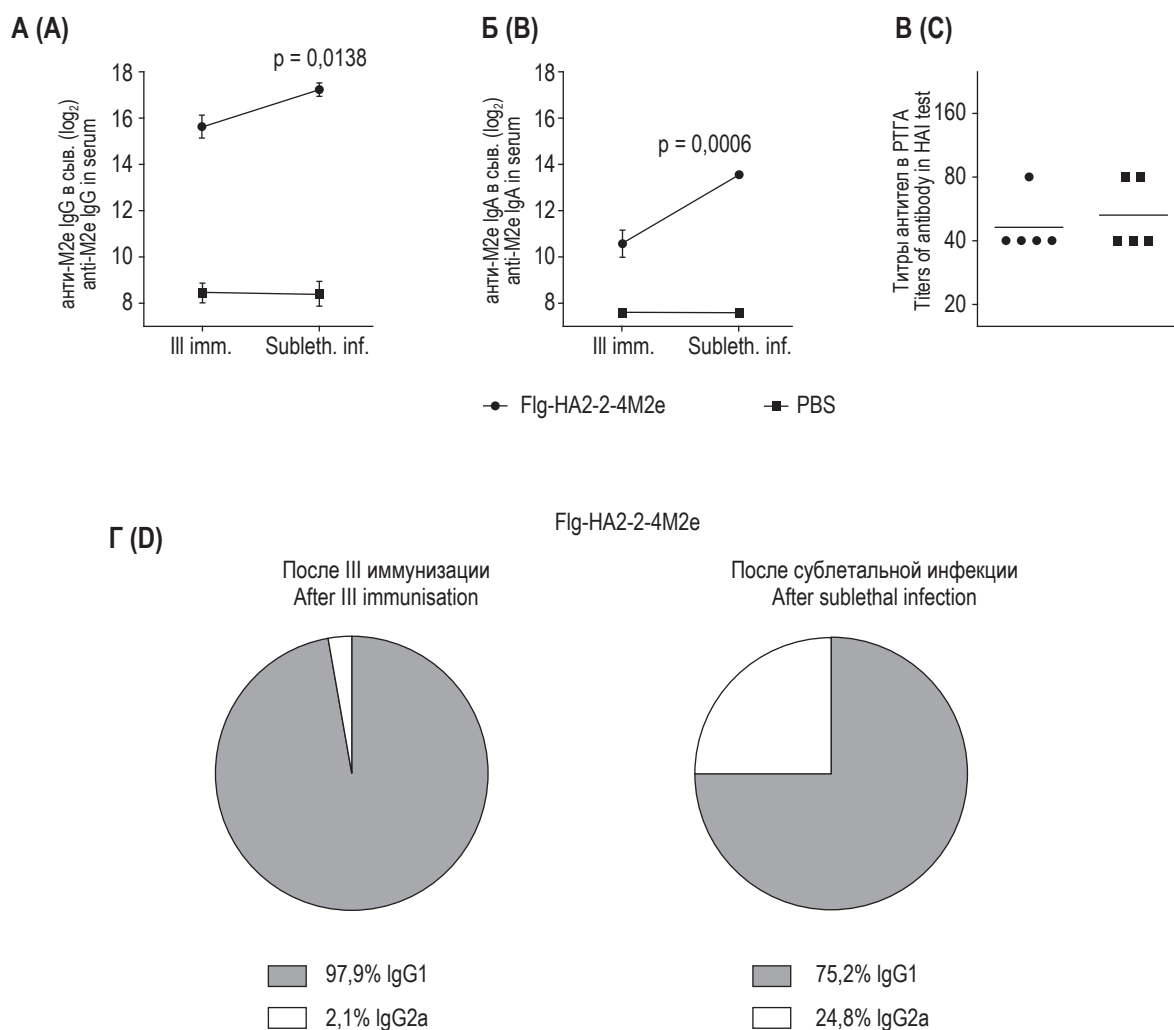 А (A)
p = 0,0138
анти-M2e IgG в сыв. (log₂)
anti-M2e IgG in serum
18
16
14
12
10
8
III imm.
Subleth. inf.
Б (B)
p = 0,0006
анти-M2e IgA в сыв. (log₂)
anti-M2e IgA in serum
18
16
14
12
10
8
III imm.
Subleth. inf.
В (C)
Титры антител в РТГА
Titers of antibody in HAI test
160
80
40
20
Flg-HA2-2-4M2e
PBS
Г (D)
Flg-HA2-2-4M2e
После III иммунизации
After III immunisation
97,9% IgG1
2,1% IgG2a
После сублетальной инфекции
After sublethal infection
75,2% IgG1
24,8% IgG2a